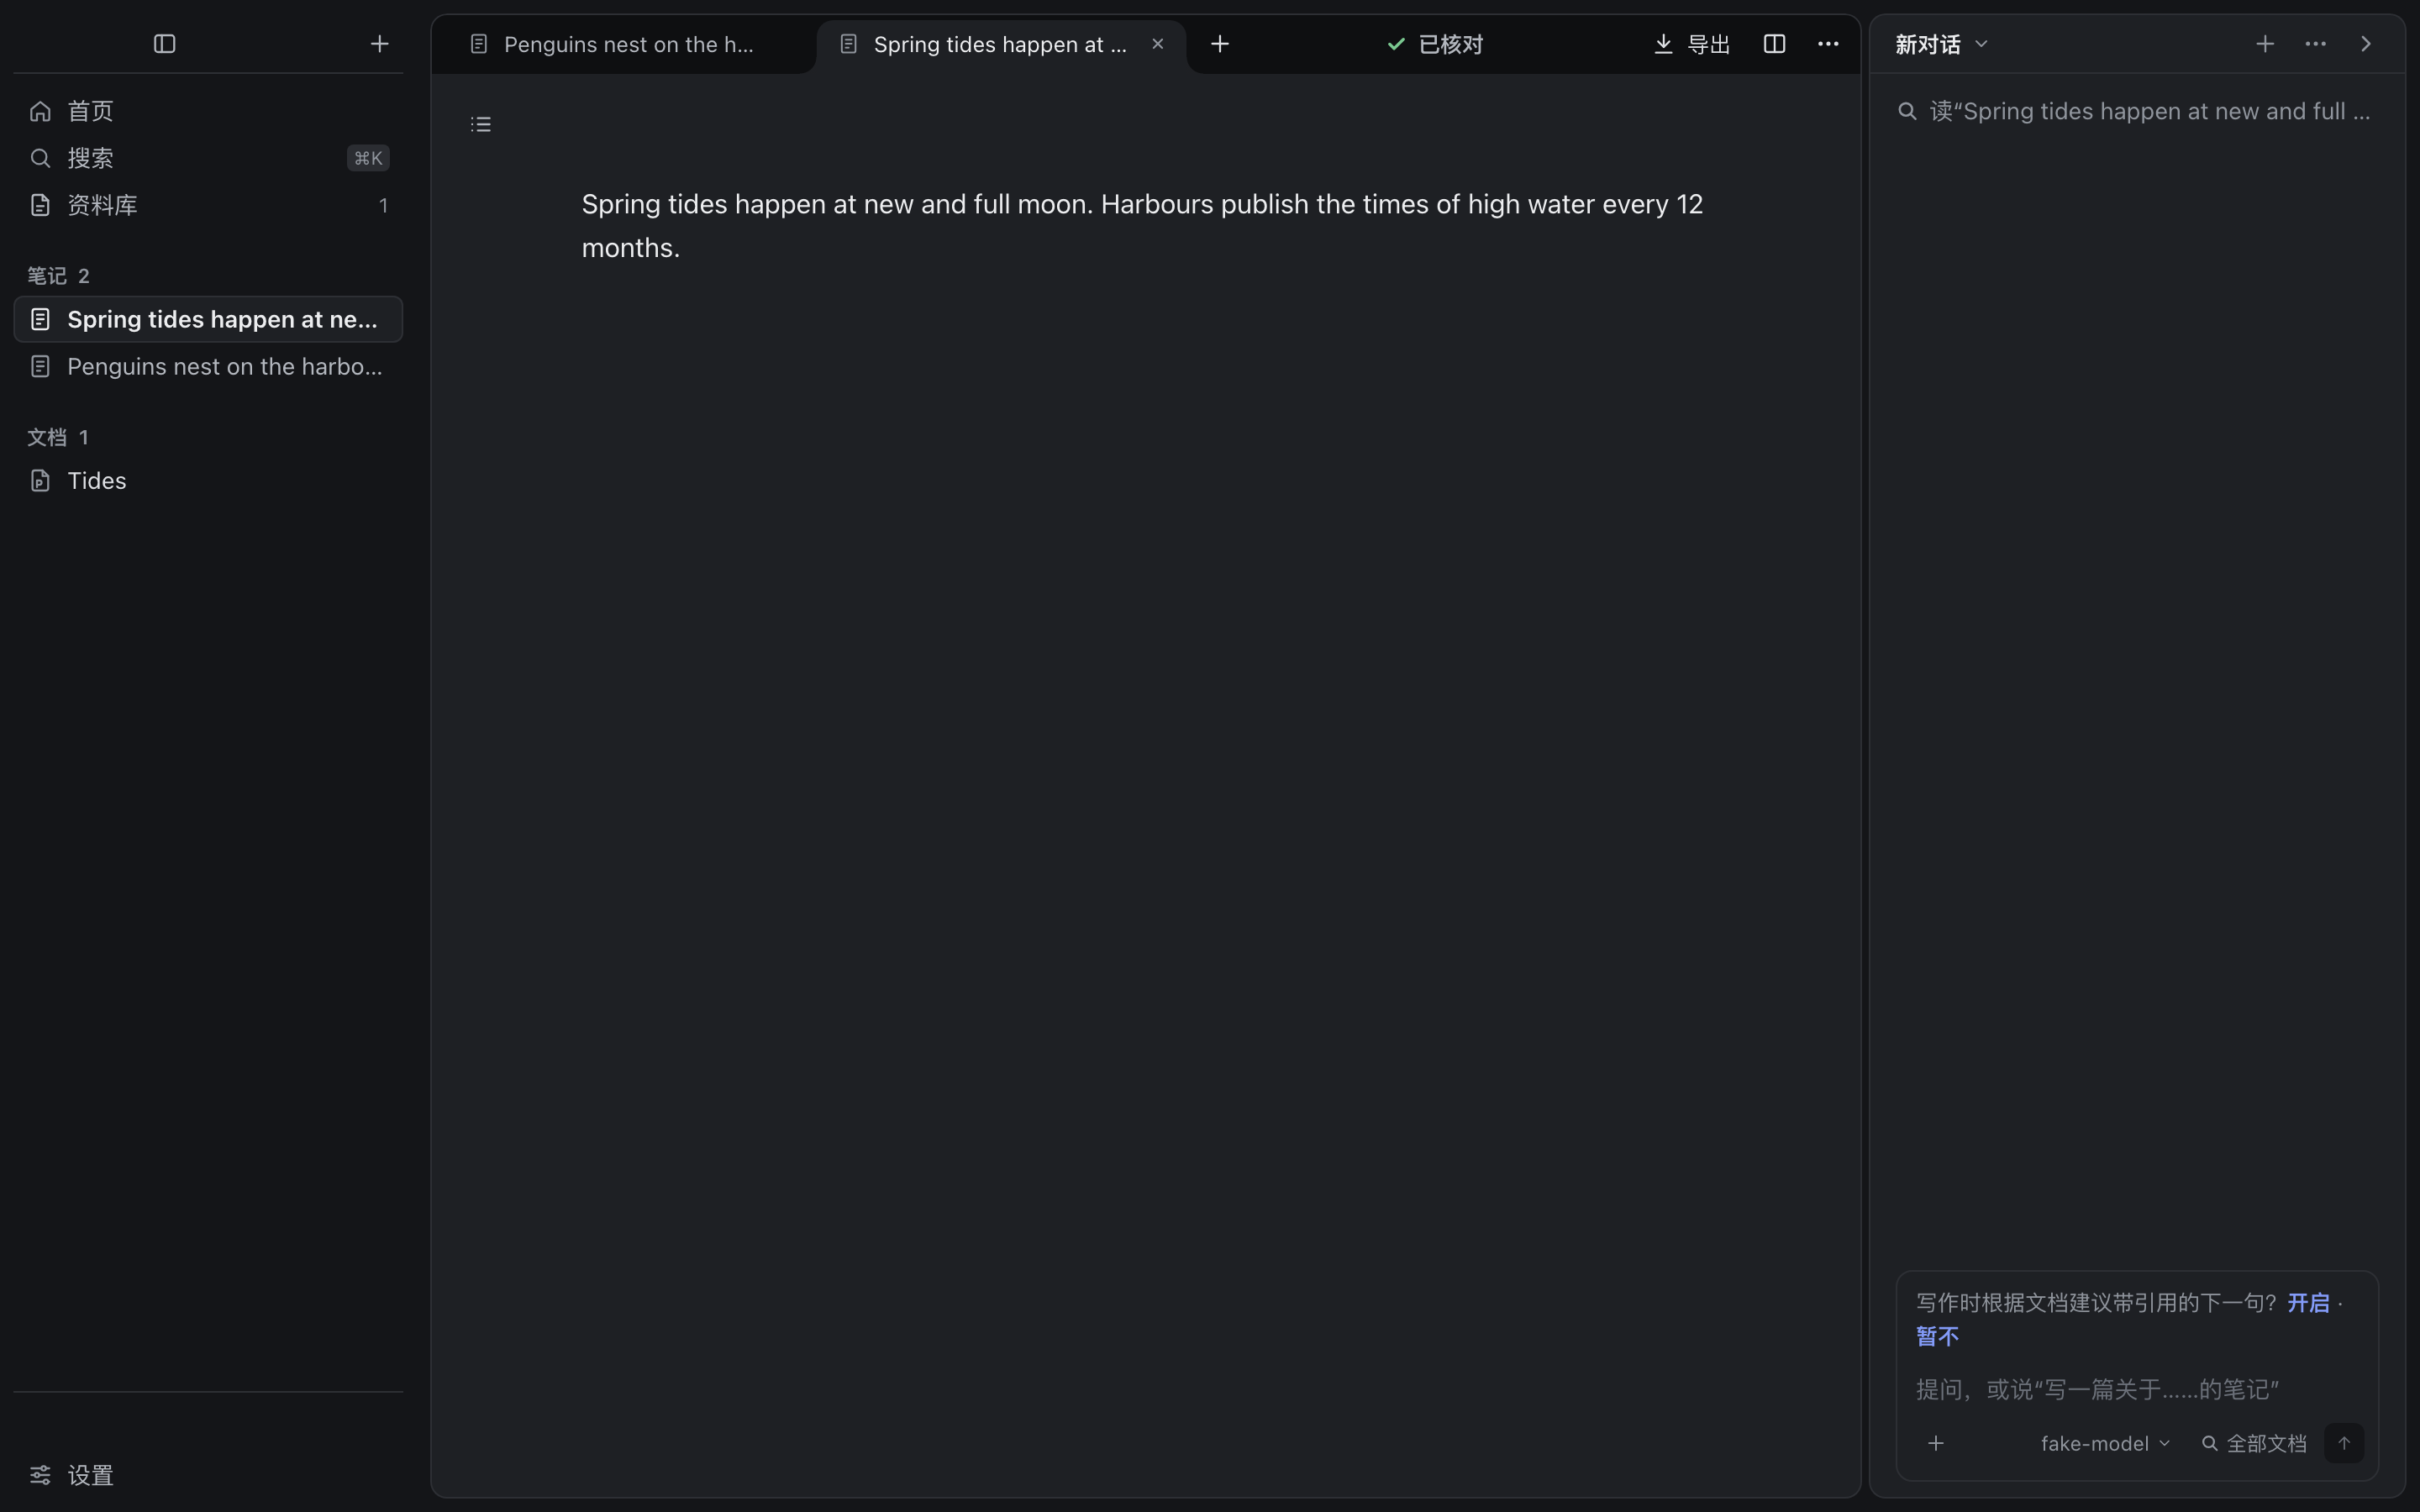 首页
搜索 ⌘K
资料库 1
笔记 2
Spring tides happen at ne...
Penguins nest on the harbo...
文档 1
Tides
设置
Penguins nest on the h...
Spring tides happen at ...
已核对
导出
Spring tides happen at new and full moon. Harbours publish the times of high water every 12
months.
新对话
读“Spring tides happen at new and full ...
写作时根据文档建议带引用的下一句？ 开启 ·
暂不
提问，或说“写一篇关于……的笔记”
fake-model 全部文档